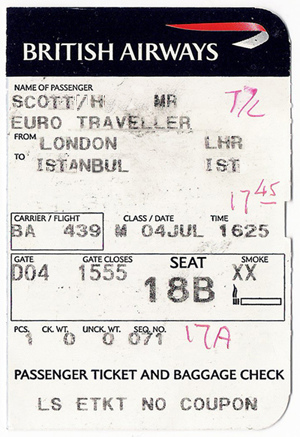 BRITISH AIRWAYS
NAME OF PASSENGER
SCOTT/H MR T/L
EURO TRAVELLER
FROM LONDON LHR
TO ISTANBUL IST
17 45
CARRIER / FLIGHT CLASS / DATE TIME
BA 439 M 04JUL 1625
GATE GATE CLOSES SEAT SMOKE
D04 1555 18B XX
PCS. CK. WT. UNCK. WT. SEQ. NO. 17A
1 0 0 071
PASSENGER TICKET AND BAGGAGE CHECK
LS ETKT NO COUPON